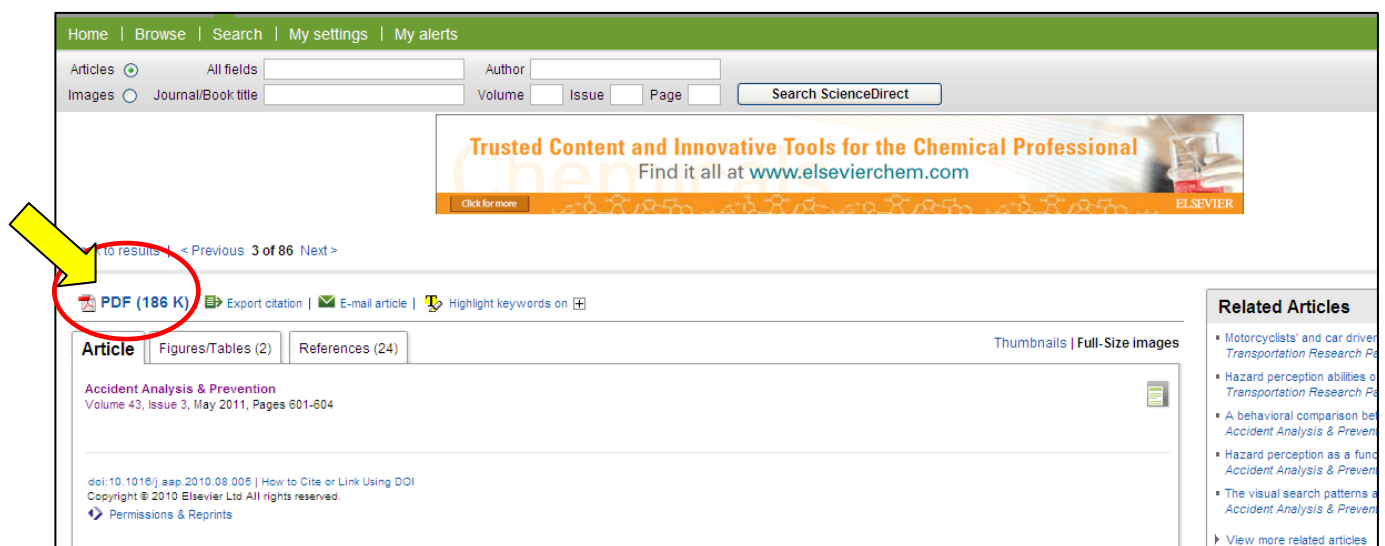 Home | Browse | Search | My settings | My alerts
Articles All fields Author
Images Journal/Book title Volume Issue Page Search ScienceDirect
Chemicals
Trusted Content and Innovative Tools for the Chemical Professional
Find it all at www.elsevierchem.com
Click for more ELSEVIER
to results | < Previous 3 of 86 Next >
PDF (186 K) Export citation | E-mail article | Highlight keywords on
Article Figures/Tables (2) References (24) Thumbnails | Full-Size images
Accident Analysis & Prevention
Volume 43, Issue 3, May 2011, Pages 601-604
doi:10.1016/j.aap.2010.08.005 | How to Cite or Link Using DOI
Copyright © 2010 Elsevier Ltd All rights reserved.
Permissions & Reprints
Related Articles
Motorcyclists' and car driver
Transportation Research Pa
Hazard perception abilities o
Transportation Research Pa
A behavioral comparison bet
Accident Analysis & Preven
Hazard perception as a func
Accident Analysis & Preven
The visual search patterns a
Accident Analysis & Preven
View more related articles